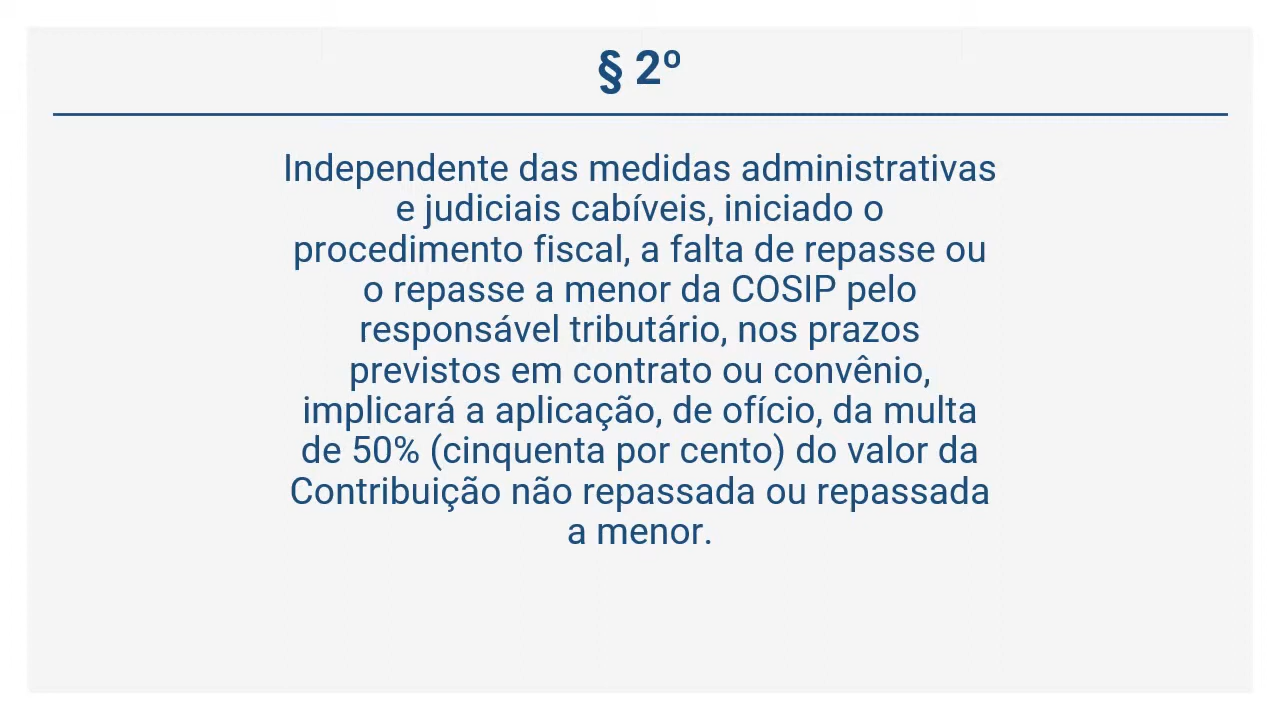 § 2º
Independente das medidas administrativas
e judiciais cabíveis, iniciado o
procedimento fiscal, a falta de repasse ou
o repasse a menor da COSIP pelo
responsável tributário, nos prazos
previstos em contrato ou convênio,
implicará a aplicação, de ofício, da multa
de 50% (cinquenta por cento) do valor da
Contribuição não repassada ou repassada
a menor.